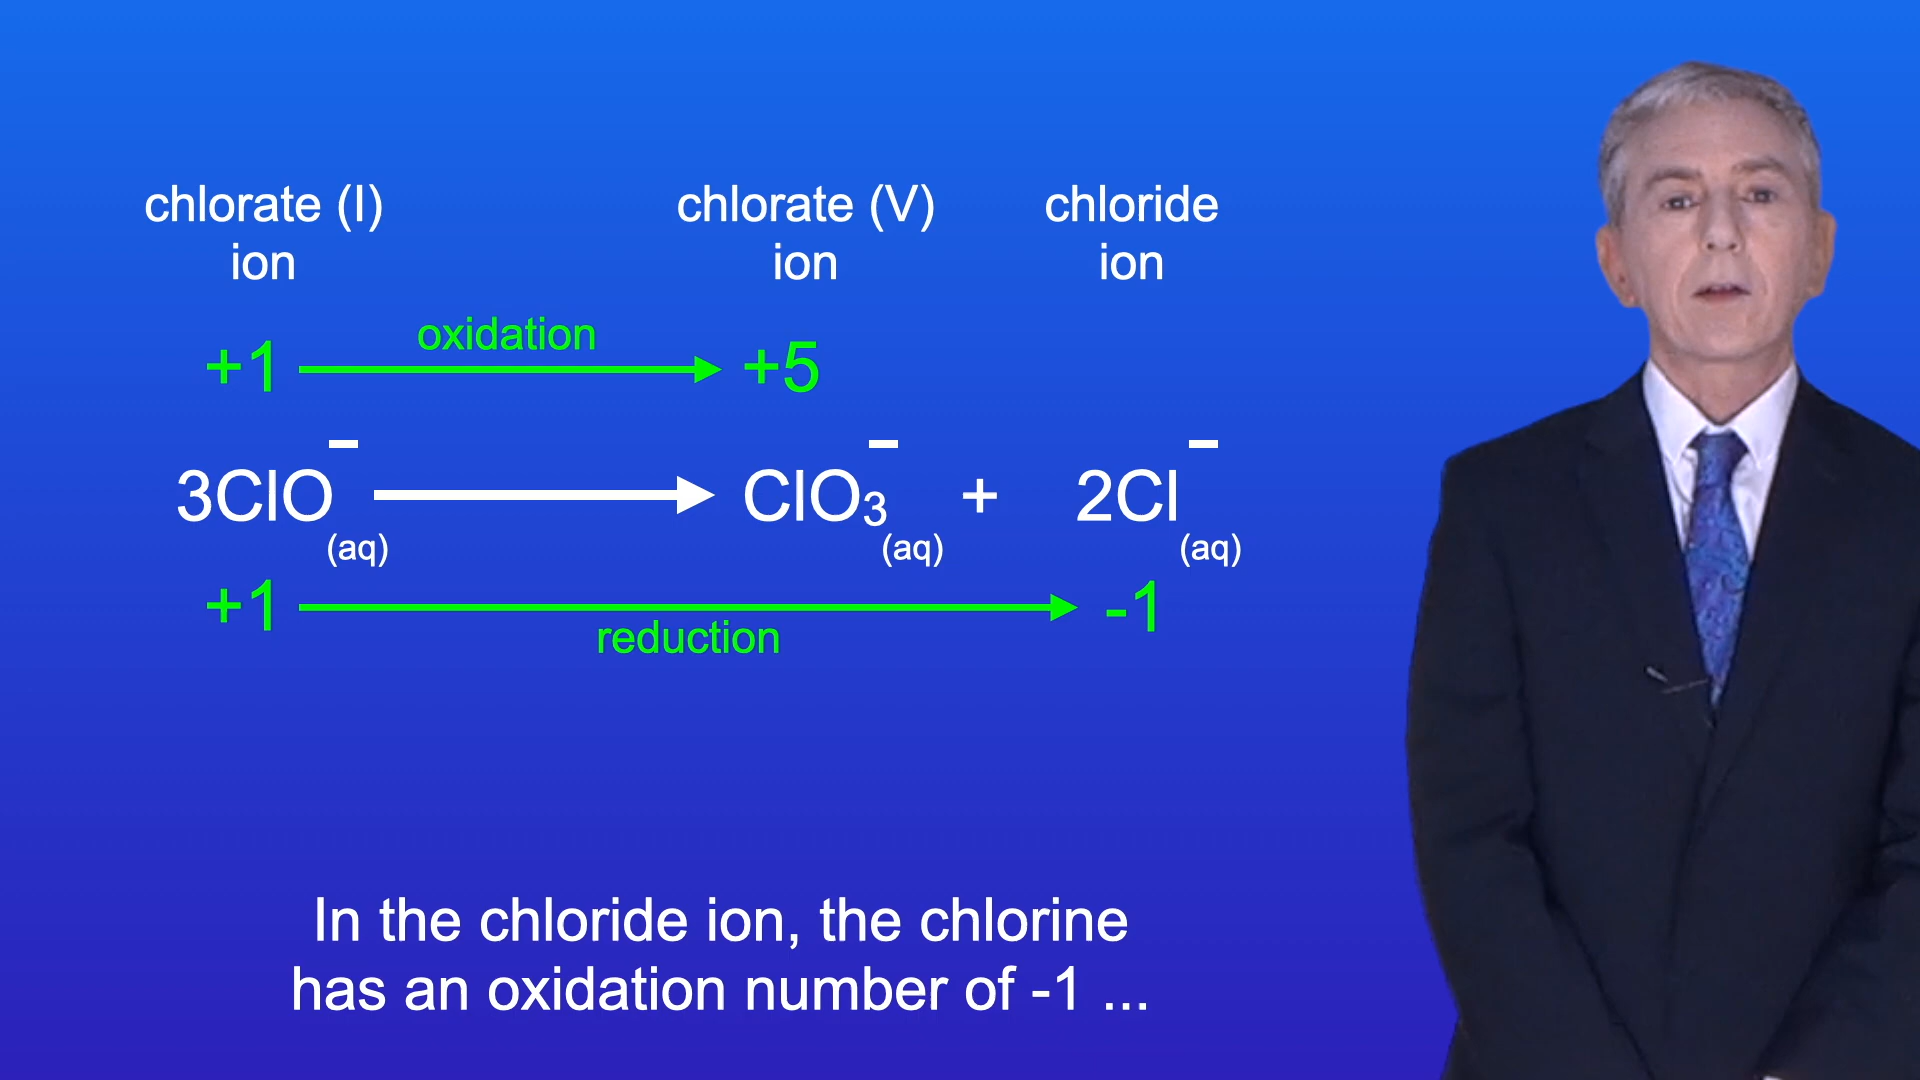 chlorate (I) chlorate (V) chloride
ion ion ion
oxidation
+1 +5
3ClO⁻(aq) ClO₃⁻(aq) + 2Cl⁻(aq)
+1 -1
reduction
In the chloride ion, the chlorine
has an oxidation number of -1 ...